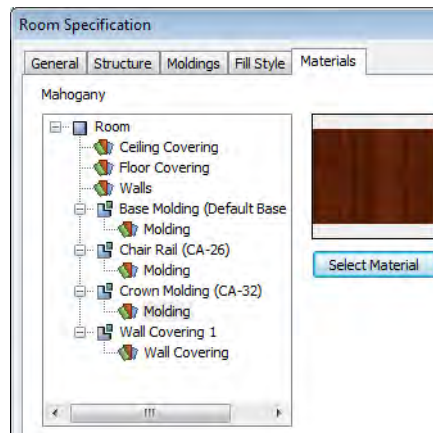 Room Specification
General Structure Moldings Fill Style Materials
Mahogany
Room
Ceiling Covering
Floor Covering
Walls
Base Molding (Default Base
Molding
Chair Rail (CA-26)
Molding
Select Material
Crown Molding (CA-32)
Molding
Wall Covering 1
Wall Covering